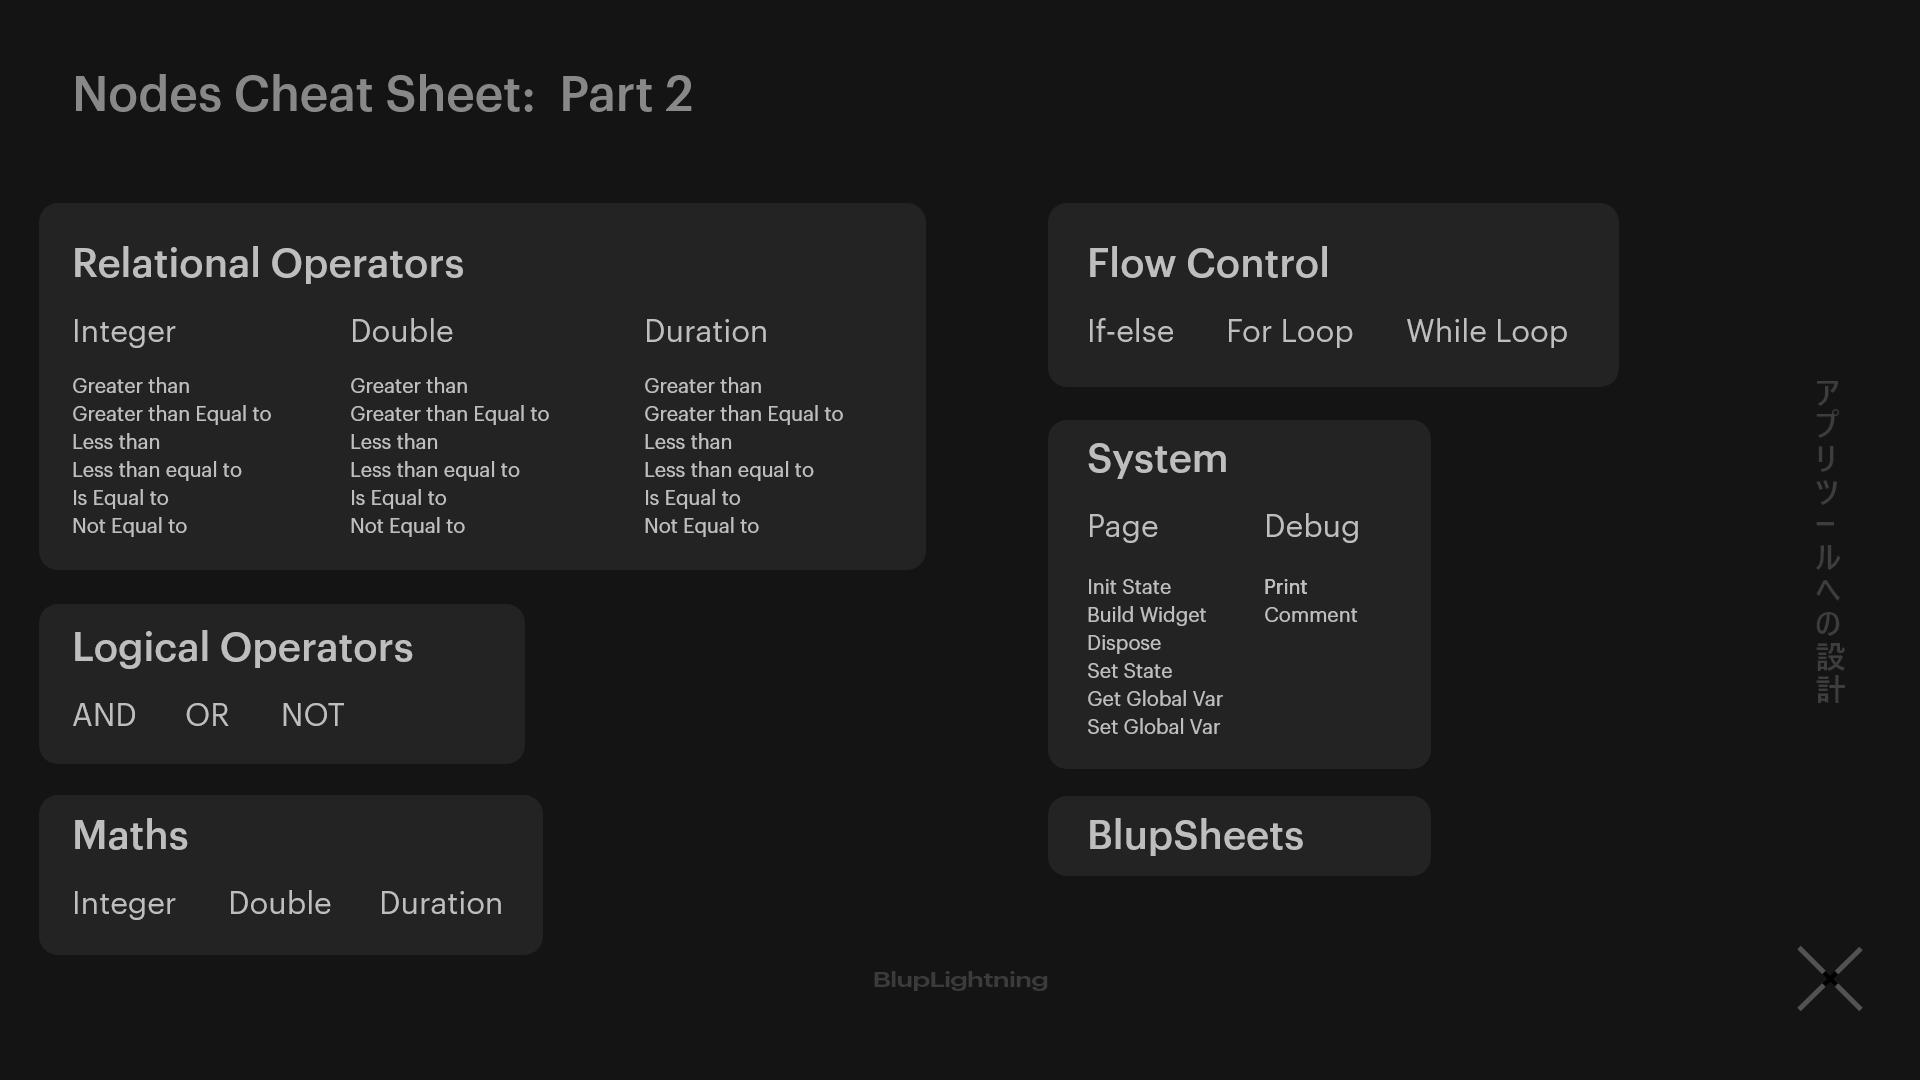 Nodes Cheat Sheet: Part 2
Relational Operators
Integer
Greater than
Greater than Equal to
Less than
Less than equal to
Is Equal to
Not Equal to
Double
Greater than
Greater than Equal to
Less than
Less than equal to
Is Equal to
Not Equal to
Duration
Greater than
Greater than Equal to
Less than
Less than equal to
Is Equal to
Not Equal to
Logical Operators
AND OR NOT
Maths
Integer Double Duration
Flow Control
If-else For Loop While Loop
System
Page
Init State
Build Widget
Dispose
Set State
Get Global Var
Set Global Var
Debug
Print
Comment
BlupSheets
アプリツールへの設計
BlupLightning